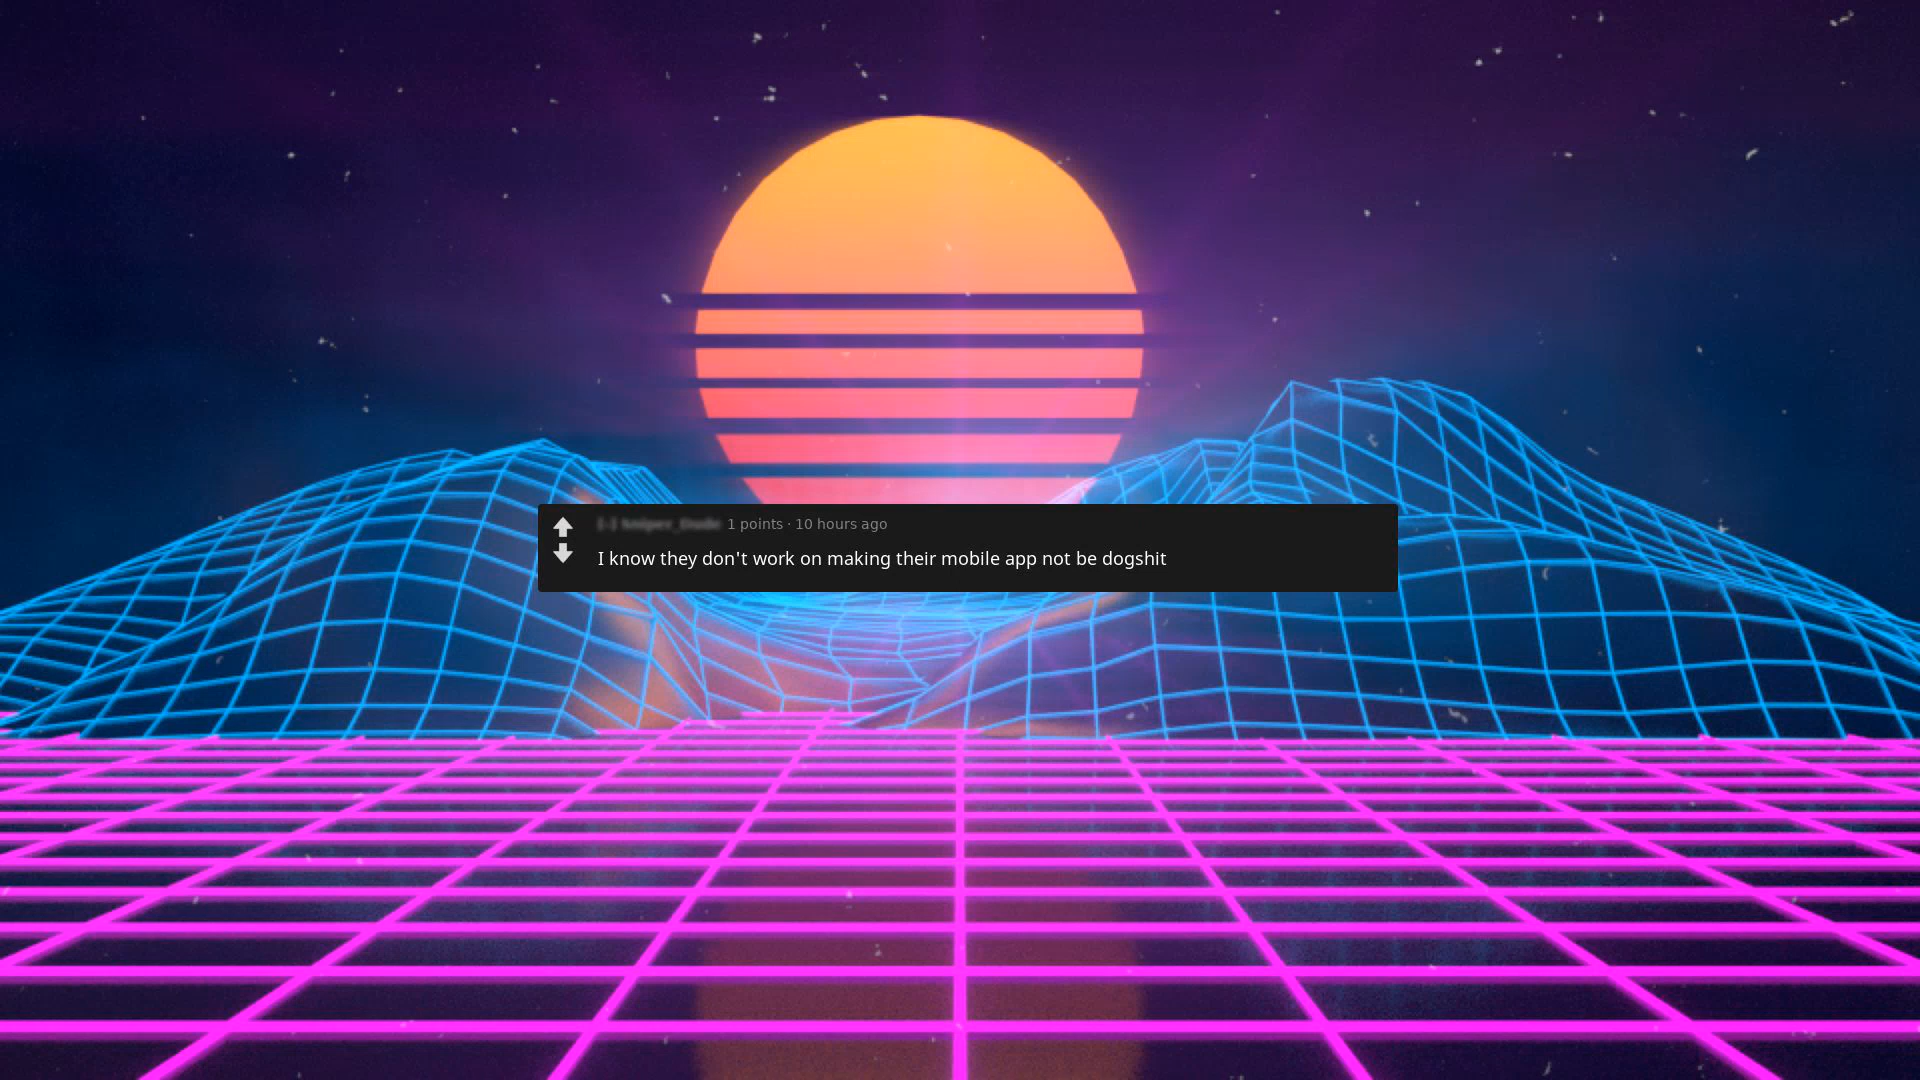 1 points · 10 hours ago
I know they don't work on making their mobile app not be dogshit